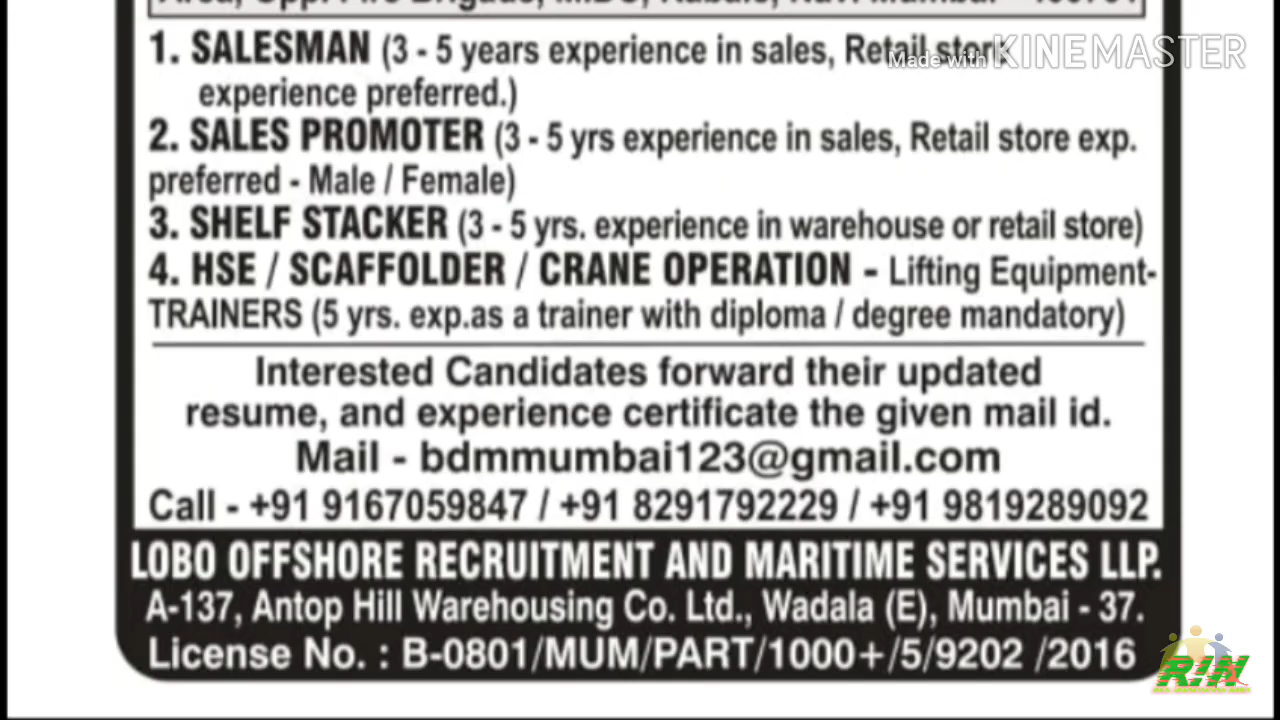 1. SALESMAN (3 - 5 years experience in sales, Retail store
experience preferred.)
2. SALES PROMOTER (3 - 5 yrs experience in sales, Retail store exp.
preferred - Male / Female)
3. SHELF STACKER (3 - 5 yrs. experience in warehouse or retail store)
4. HSE / SCAFFOLDER / CRANE OPERATION - Lifting Equipment-
TRAINERS (5 yrs. exp.as a trainer with diploma / degree mandatory)
Interested Candidates forward their updated
resume, and experience certificate the given mail id.
Mail - bdmmumbai123@gmail.com
Call - +91 9167059847 / +91 8291792229 / +91 9819289092
LOBO OFFSHORE RECRUITMENT AND MARITIME SERVICES LLP.
A-137, Antop Hill Warehousing Co. Ltd., Wadala (E), Mumbai - 37.
License No. : B-0801/MUM/PART/1000+/5/9202 /2016
Made with KINEMASTER